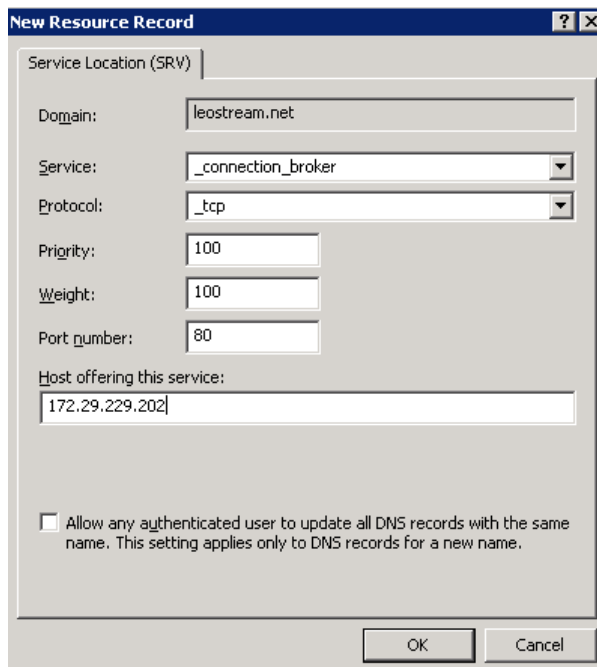 New Resource Record
Service Location (SRV)
Domain: leostream.net
Service: _connection_broker
Protocol: _tcp
Priority: 100
Weight: 100
Port number: 80
Host offering this service:
172.29.229.202
Allow any authenticated user to update all DNS records with the same
name. This setting applies only to DNS records for a new name.
OK Cancel